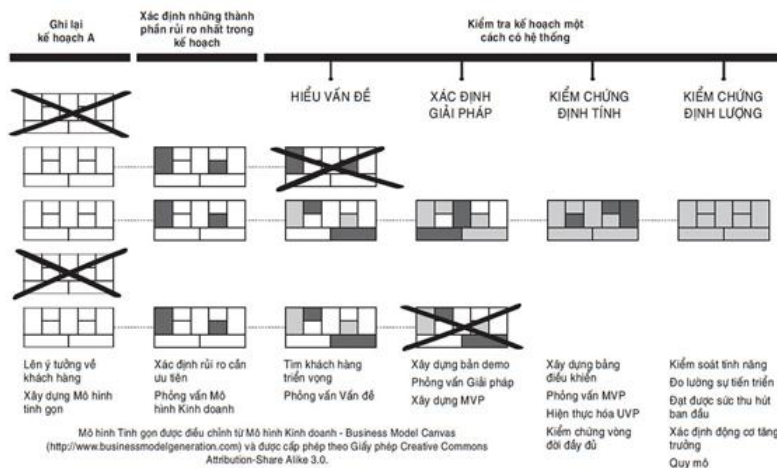 Ghi lại
kế hoạch A
Xác định những thành
phần rủi ro nhất trong
kế hoạch
Kiểm tra kế hoạch một
cách có hệ thống
HIỂU VẤN ĐỀ
XÁC ĐỊNH
GIẢI PHÁP
KIỂM CHỨNG
ĐỊNH TÍNH
KIỂM CHỨNG
ĐỊNH LƯỢNG
Lên ý tưởng về
khách hàng
Xây dựng Mô hình
tinh gọn
Xác định rủi ro cần
ưu tiên
Phỏng vấn Mô
hình Kinh doanh
Tìm khách hàng
triển vọng
Phỏng vấn Vấn đề
Xây dựng bản demo
Phỏng vấn Giải pháp
Xây dựng MVP
Xây dựng bảng
điều khiển
Phỏng vấn MVP
Hiện thực hóa UVP
Kiểm chứng vòng
đời đầy đủ
Kiểm soát tính năng
Đo lường sự tiến triển
Đạt được sức thu hút
ban đầu
Xác định động cơ tăng
trưởng
Quy mô
Mô hình Tinh gọn được điều chỉnh từ Mô hình Kinh doanh - Business Model Canvas
(http://www.businessmodelgeneration.com) và được cấp phép theo Giấy phép Creative Commons
Attribution-Share Alike 3.0.